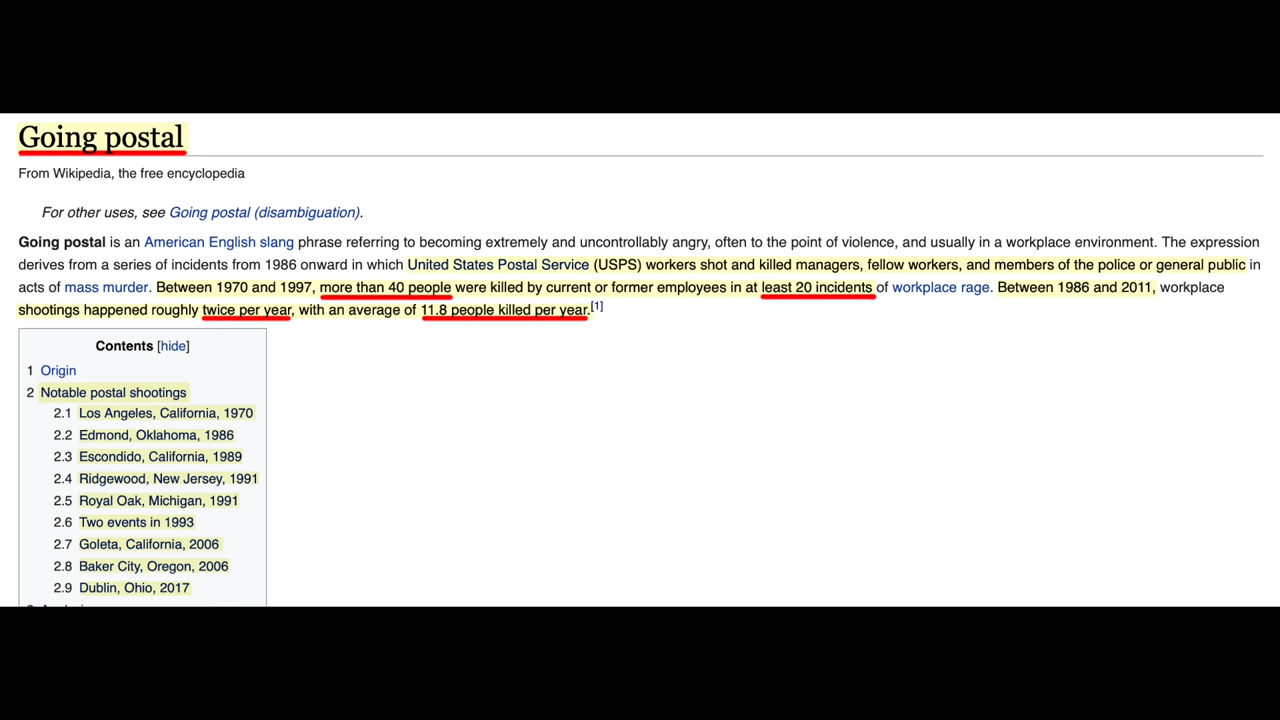 Going postal
From Wikipedia, the free encyclopedia
For other uses, see Going postal (disambiguation).
Going postal is an American English slang phrase referring to becoming extremely and uncontrollably angry, often to the point of violence, and usually in a workplace environment. The expression
derives from a series of incidents from 1986 onward in which United States Postal Service (USPS) workers shot and killed managers, fellow workers, and members of the police or general public in
acts of mass murder. Between 1970 and 1997, more than 40 people were killed by current or former employees in at least 20 incidents of workplace rage. Between 1986 and 2011, workplace
shootings happened roughly twice per year, with an average of 11.8 people killed per year.[1]
Contents [hide]
1 Origin
2 Notable postal shootings
2.1 Los Angeles, California, 1970
2.2 Edmond, Oklahoma, 1986
2.3 Escondido, California, 1989
2.4 Ridgewood, New Jersey, 1991
2.5 Royal Oak, Michigan, 1991
2.6 Two events in 1993
2.7 Goleta, California, 2006
2.8 Baker City, Oregon, 2006
2.9 Dublin, Ohio, 2017